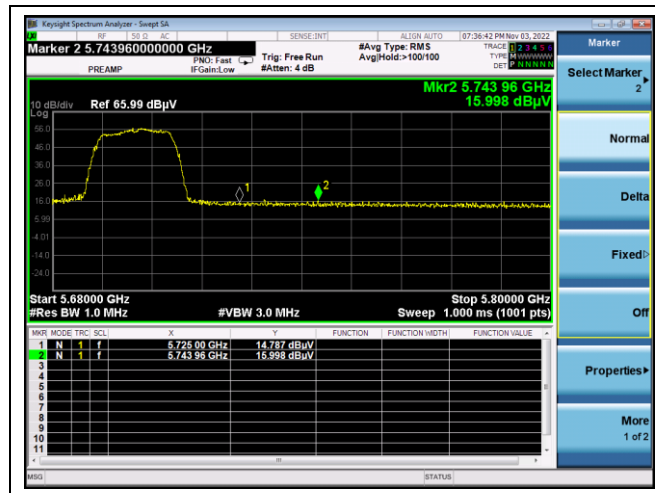 Keysight Spectrum Analyzer - Swept SA
RF 50 Ω AC SENSE:INT ALIGN AUTO 07:36:42 PM Nov 03, 2022
Marker 2 5.743960000000 GHz
PREAMP
PNO: Fast
IFGain:Low
Trig: Free Run
#Atten: 4 dB
#Avg Type: RMS
Avg|Hold:>100/100
TRACE 1 2 3 4 5 6
TYPE M W W W W W
DET P N N N N N
Mkr2 5.743 96 GHz
15.998 dBμV
10 dB/div Ref 65.99 dBμV
Log
56.0
46.0
36.0
26.0
16.0
5.99
-4.01
-14.0
-24.0
1
2
Start 5.68000 GHz Stop 5.80000 GHz
#Res BW 1.0 MHz #VBW 3.0 MHz Sweep 1.000 ms (1001 pts)
MKR MODE TRC SCL X Y FUNCTION FUNCTION WIDTH FUNCTION VALUE
1 N 1 f 5.725 00 GHz 14.787 dBμV
2 N 1 f 5.743 96 GHz 15.998 dBμV
3
4
5
6
7
8
9
10
11
MSG STATUS
Marker
Select Marker
2
Normal
Delta
Fixed
Off
Properties
More
1 of 2